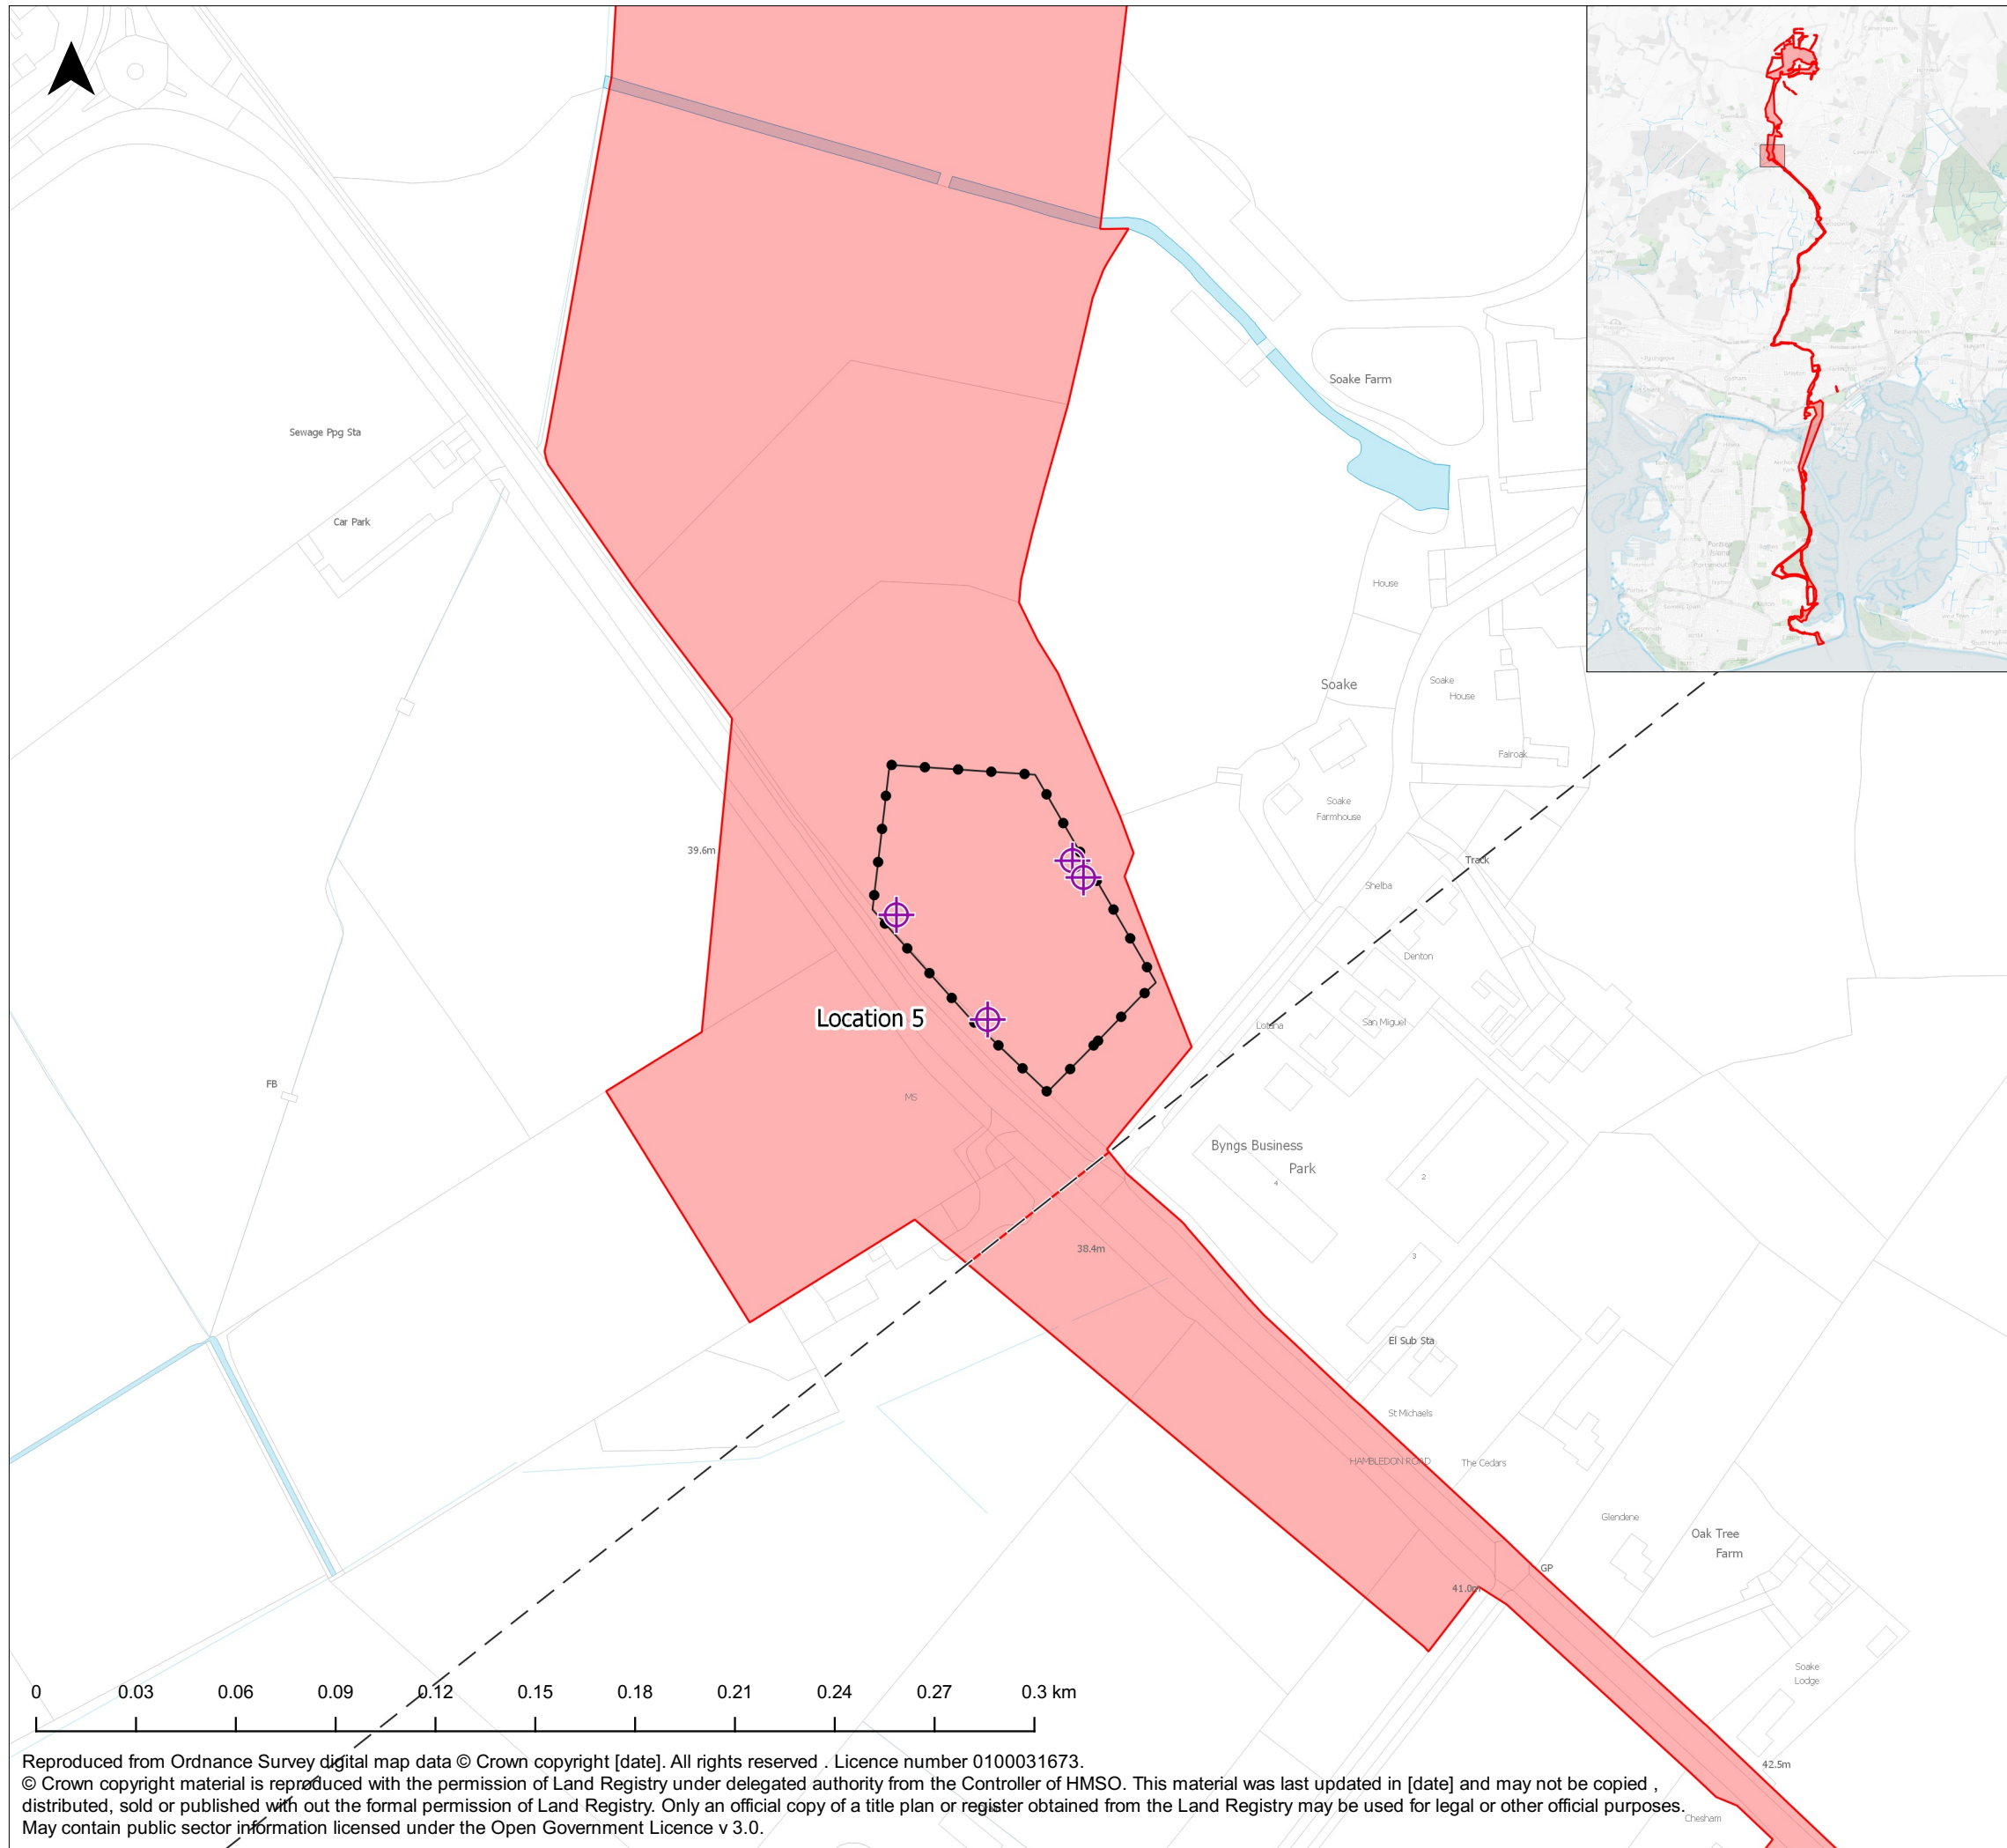 Soake Farm
Sewage Ppg Sta
Car Park
House
Soake
Soake
House
Fairoak
Soake
Farmhouse
39.6m
Track
Shelba
Denton
Location 5
San Miguel
FB
MS
Byngs Business
Park
4
2
38.4m
3
El Sub Sta
St Michaels
HAMBLEDON ROAD
The Cedars
Glendene
Oak Tree
Farm
GP
41.0m
Soake
Lodge
0 0.03 0.06 0.09 0.12 0.15 0.18 0.21 0.24 0.27 0.3 km
42.5m
Reproduced from Ordnance Survey digital map data © Crown copyright [date]. All rights reserved . Licence number 0100031673.
© Crown copyright material is reproduced with the permission of Land Registry under delegated authority from the Controller of HMSO. This material was last updated in [date] and may not be copied ,
distributed, sold or published with out the formal permission of Land Registry. Only an official copy of a title plan or register obtained from the Land Registry may be used for legal or other official purposes.
May contain public sector information licensed under the Open Government Licence v 3.0.
Chesham